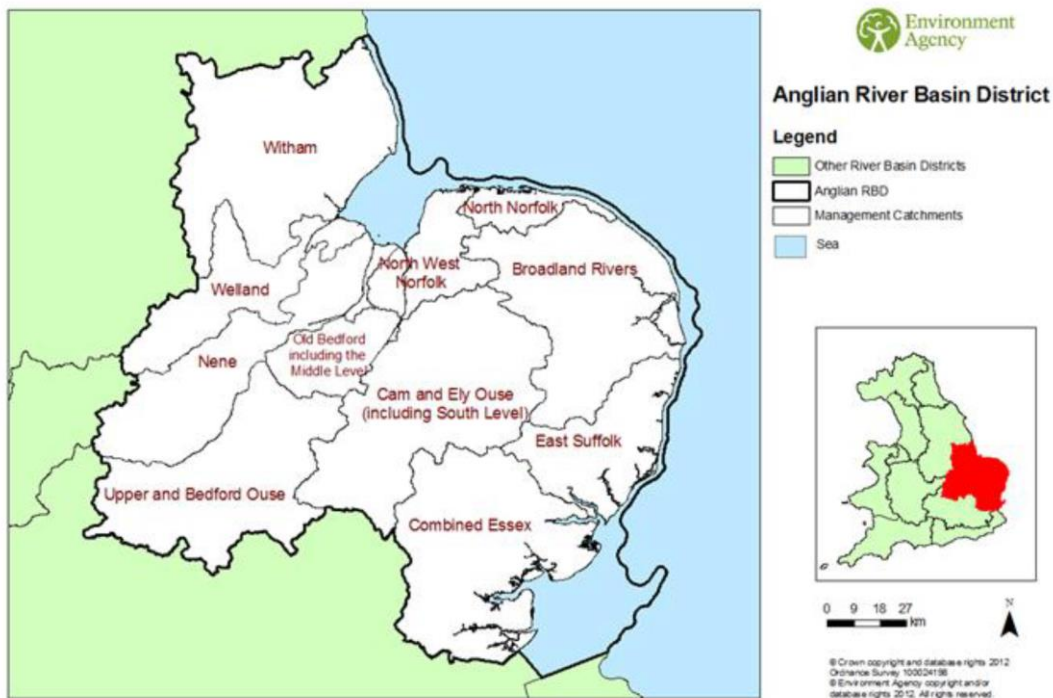 Environment
Agency
Anglian River Basin District
Legend
Other River Basin Districts
Anglian RBD
Management Catchments
Sea
Witham
North Norfolk
North West
Norfolk
Broadland Rivers
Welland
Old Bedford
including the
Middle Level
Nene
Cam and Ely Ouse
(including South Level)
East Suffolk
Upper and Bedford Ouse
Combined Essex
0 9 18 27
km
N
© Crown copyright and database rights 2012
Ordnance Survey 100024198
© Environment Agency copyright and/or
database rights 2012. All rights reserved.